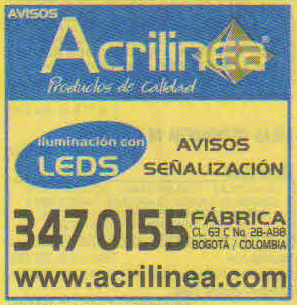 AVISOS
Acrilinea®
Productos de Calidad
iluminación con
LEDS
AVISOS
SEÑALIZACIÓN
347 0155
FÁBRICA
CL. 63 C No. 28-A88
BOGOTÁ / COLOMBIA
www.acrilinea.com